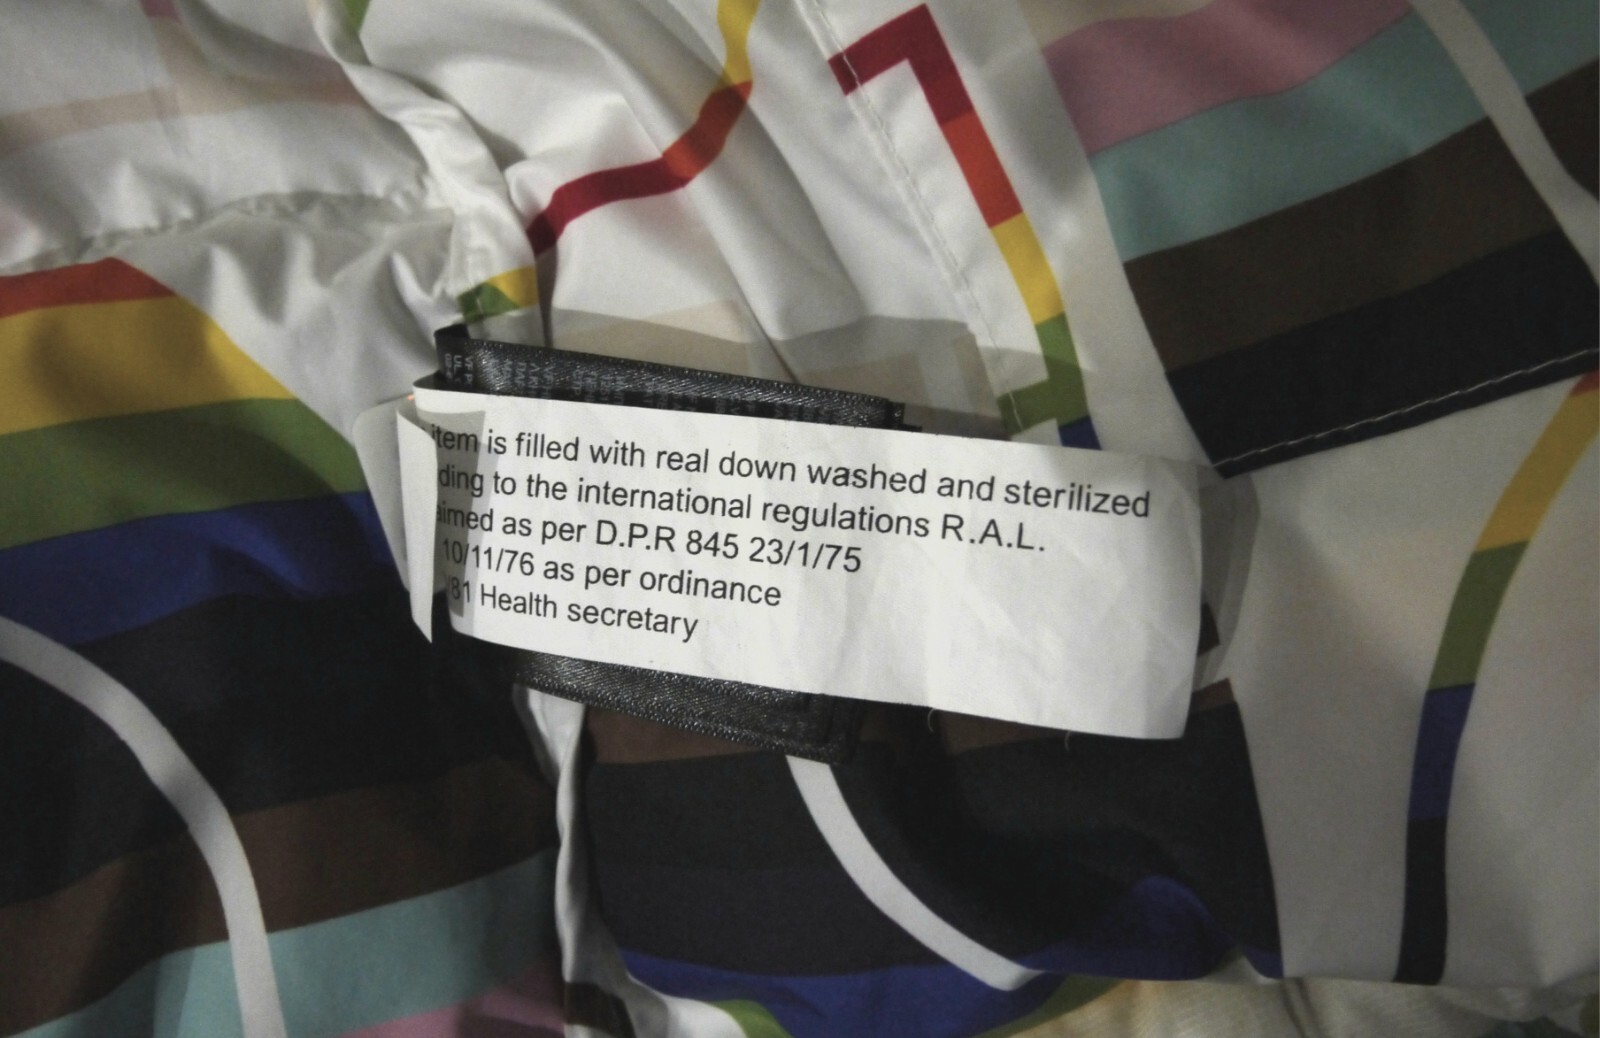 item is filled with real down washed and sterilized
ding to the international regulations R.A.L.
aimed as per D.P.R 845 23/1/75
10/11/76 as per ordinance
/81 Health secretary